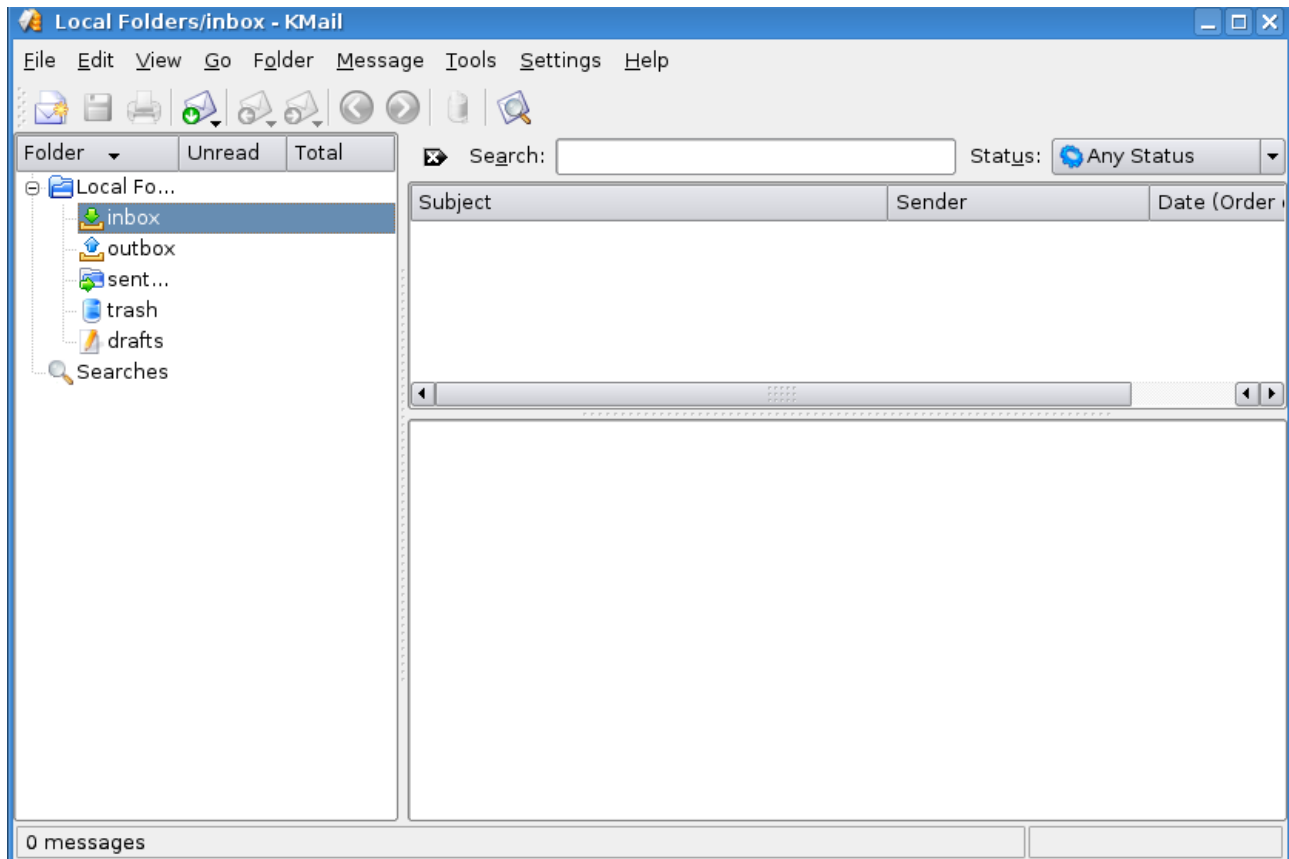 Local Folders/inbox - KMail
File Edit View Go Folder Message Tools Settings Help
Folder Unread Total
Search: Status: Any Status
Local Fo...
inbox
outbox
sent...
trash
drafts
Searches
Subject Sender Date (Order
0 messages